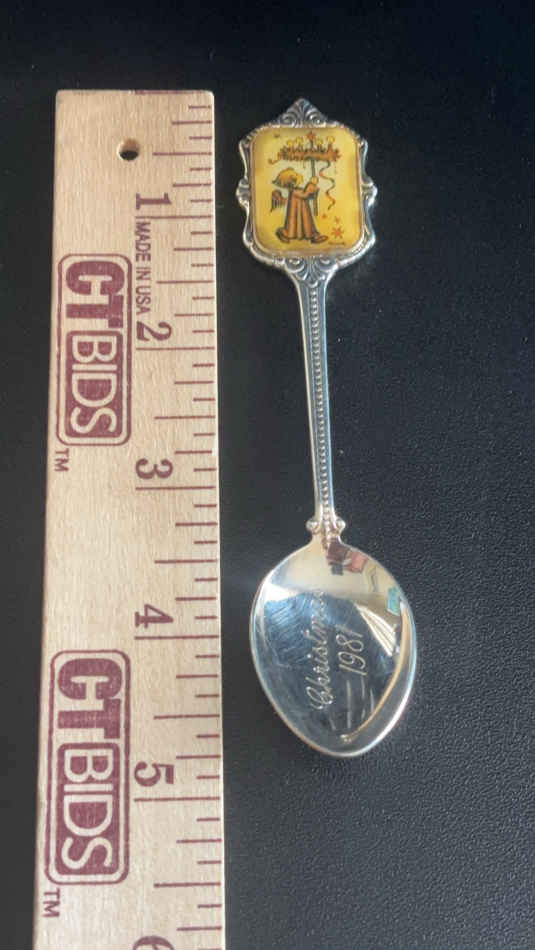 1
MADE IN USA
CTBIDS
TM
2
3
4
CTBIDS
TM
5
6
Christmas
1981